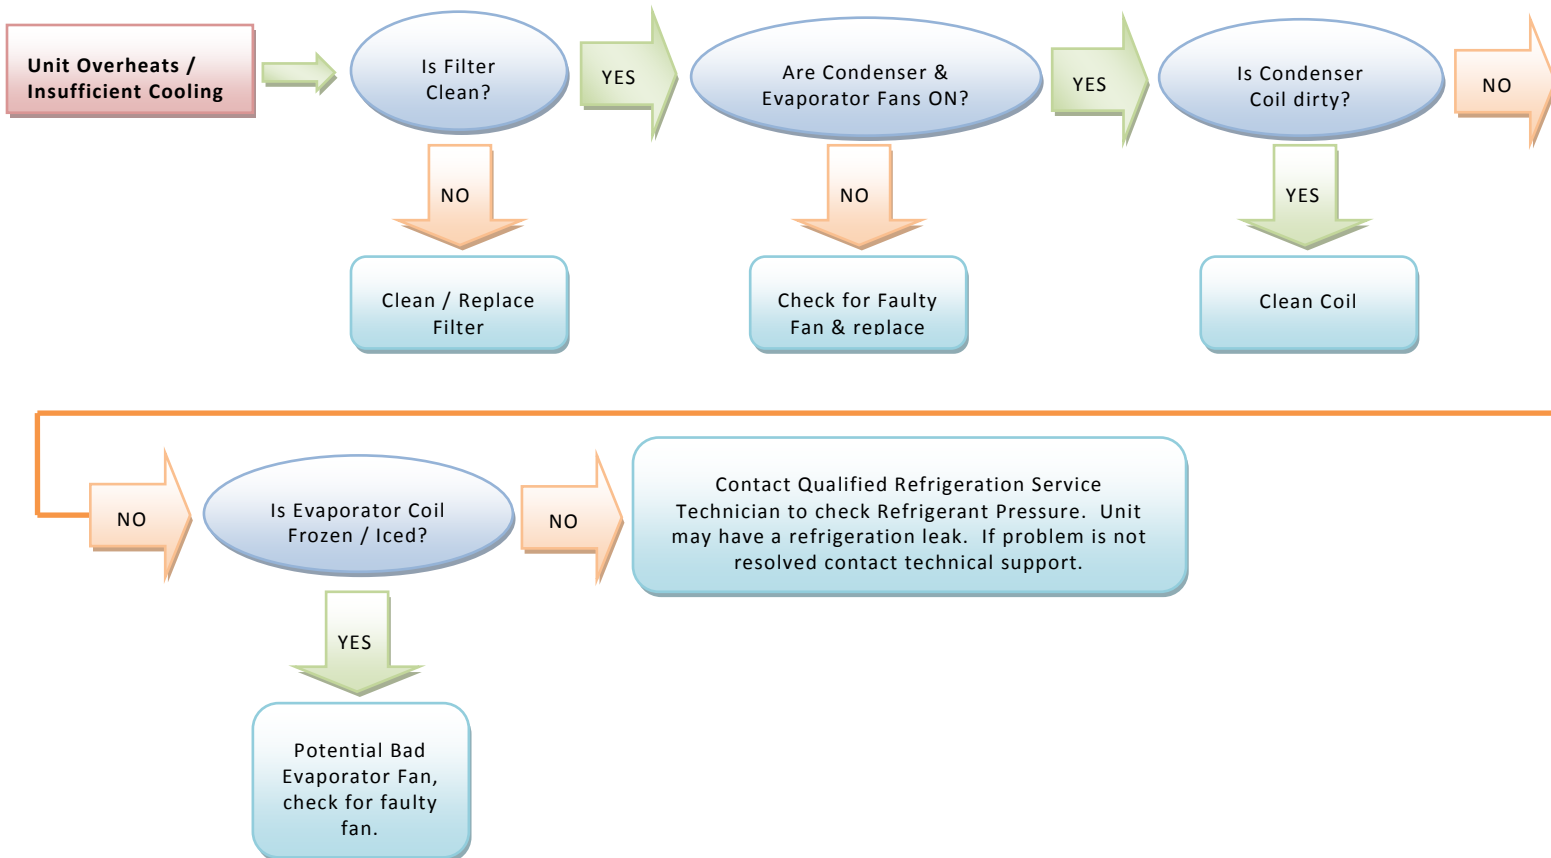 Unit Overheats /
Insufficient Cooling
Is Filter
Clean?
YES
Are Condenser &
Evaporator Fans ON?
YES
Is Condenser
Coil dirty?
NO
NO
NO
YES
Clean / Replace
Filter
Check for Faulty
Fan & replace
Clean Coil
NO
Is Evaporator Coil
Frozen / Iced?
NO
Contact Qualified Refrigeration Service
Technician to check Refrigerant Pressure. Unit
may have a refrigeration leak. If problem is not
resolved contact technical support.
YES
Potential Bad
Evaporator Fan,
check for faulty
fan.